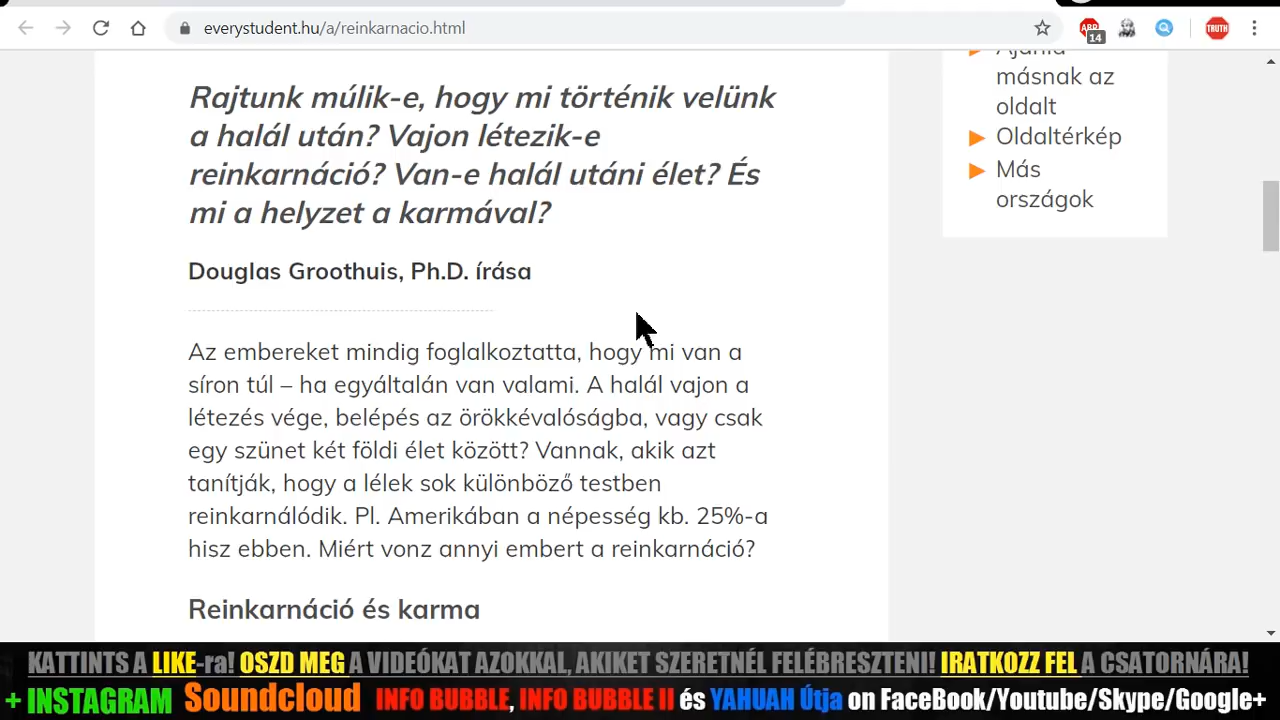 everystudent.hu/a/reinkarnacio.html
14
TRUTH
Rajtunk múlik-e, hogy mi történik velünk
a halál után? Vajon létezik-e
reinkarnáció? Van-e halál utáni élet? És
mi a helyzet a karmával?
Douglas Groothuis, Ph.D. írása
Az embereket mindig foglalkoztatta, hogy mi van a
síron túl – ha egyáltalán van valami. A halál vajon a
létezés vége, belépés az örökkévalóságba, vagy csak
egy szünet két földi élet között? Vannak, akik azt
tanítják, hogy a lélek sok különböző testben
reinkarnálódik. Pl. Amerikában a népesség kb. 25%-a
hisz ebben. Miért vonz annyi embert a reinkarnáció?
Reinkarnáció és karma
másnak az
oldalt
Oldaltérkép
Más
országok
KATTINTS A LIKE-ra! OSZD MEG A VIDEÓKAT AZOKKAL, AKIKET SZERETNÉL FELÉBRESZTENI! IRATKOZZ FEL A CSATORNÁRA!
+ INSTAGRAM Soundcloud INFO BUBBLE, INFO BUBBLE II és YAHUAH Útja on FaceBook/Youtube/Skype/Google+